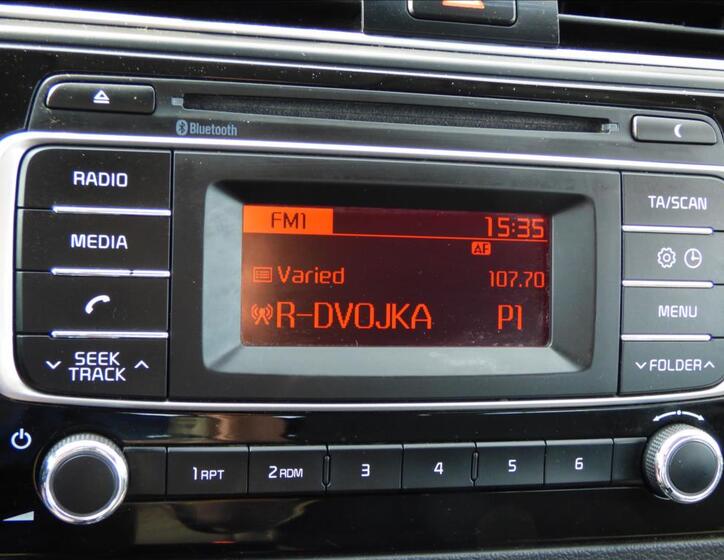 Bluetooth
RADIO
MEDIA
SEEK
TRACK
FM1 15:35
AF
Varied 107.70
R-DVOJKA P1
TA/SCAN
MENU
FOLDER
1 RPT 2 RDM 3 4 5 6